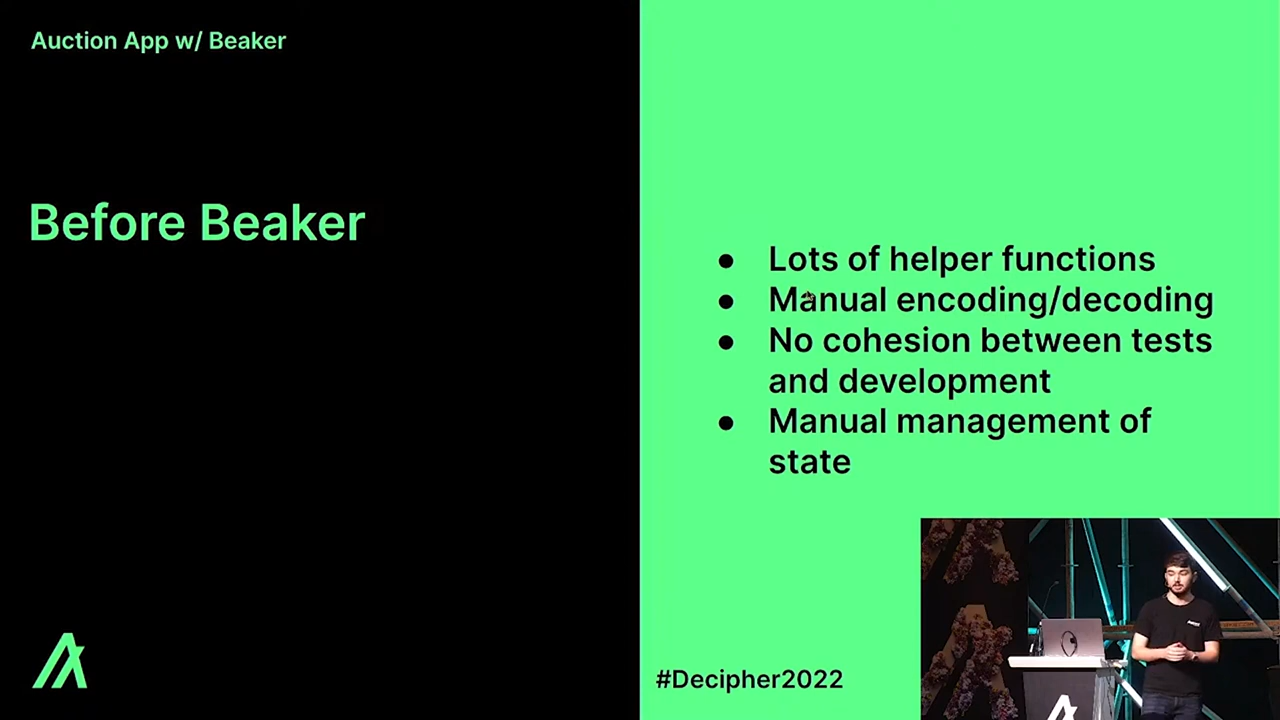 Auction App w/ Beaker
Before Beaker
● Lots of helper functions
● Manual encoding/decoding
● No cohesion between tests
and development
● Manual management of
state
#Decipher2022